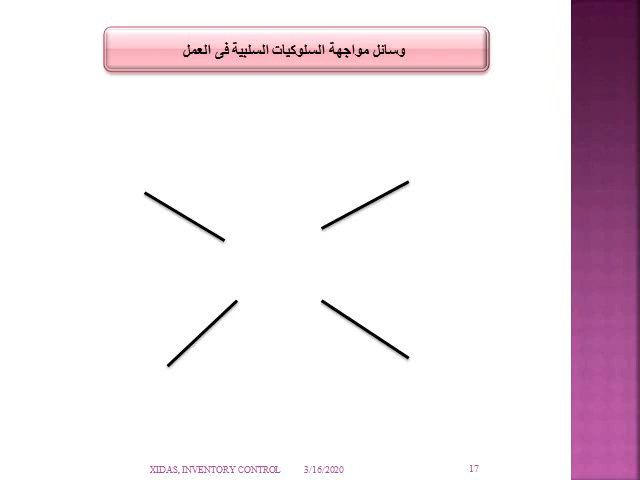 وسائل مواجهة السلوكيات السلبية فى العمل
XIDAS, INVENTORY CONTROL 3/16/2020 17